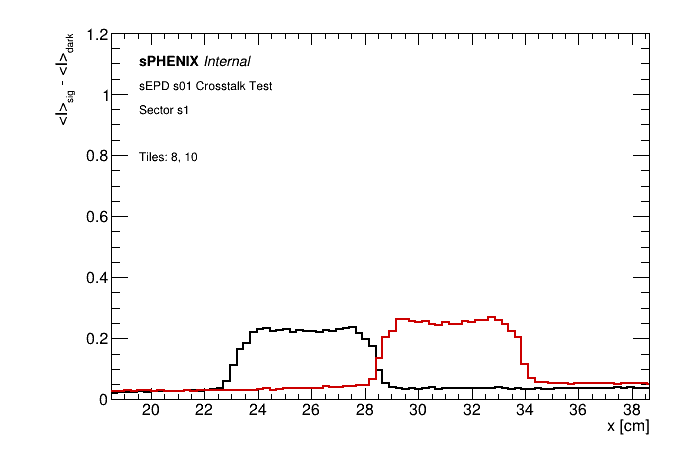 1.2
1
0.8
0.6
0.4
0.2
0
<I>sig - <I>dark
sPHENIX Internal
sEPD s01 Crosstalk Test
Sector s1
Tiles: 8, 10
20 22 24 26 28 30 32 34 36 38
x [cm]